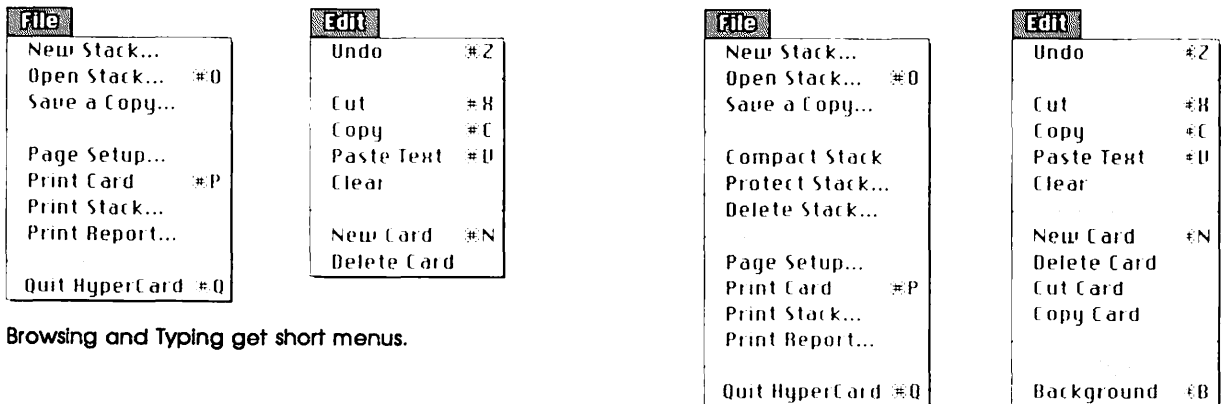 File
New Stack...
Open Stack... ⌘O
Save a Copy...
Page Setup...
Print Card ⌘P
Print Stack...
Print Report...
Quit HyperCard ⌘Q
Edit
Undo ⌘Z
Cut ⌘X
Copy ⌘C
Paste Text ⌘V
Clear
New Card ⌘N
Delete Card
Browsing and Typing get short menus.
File
New Stack...
Open Stack... ⌘O
Save a Copy...
Compact Stack
Protect Stack...
Delete Stack...
Page Setup...
Print Card ⌘P
Print Stack...
Print Report...
Quit HyperCard ⌘Q
Edit
Undo ⌘Z
Cut ⌘X
Copy ⌘C
Paste Text ⌘V
Clear
New Card ⌘N
Delete Card
Cut Card
Copy Card
Background ⌘B